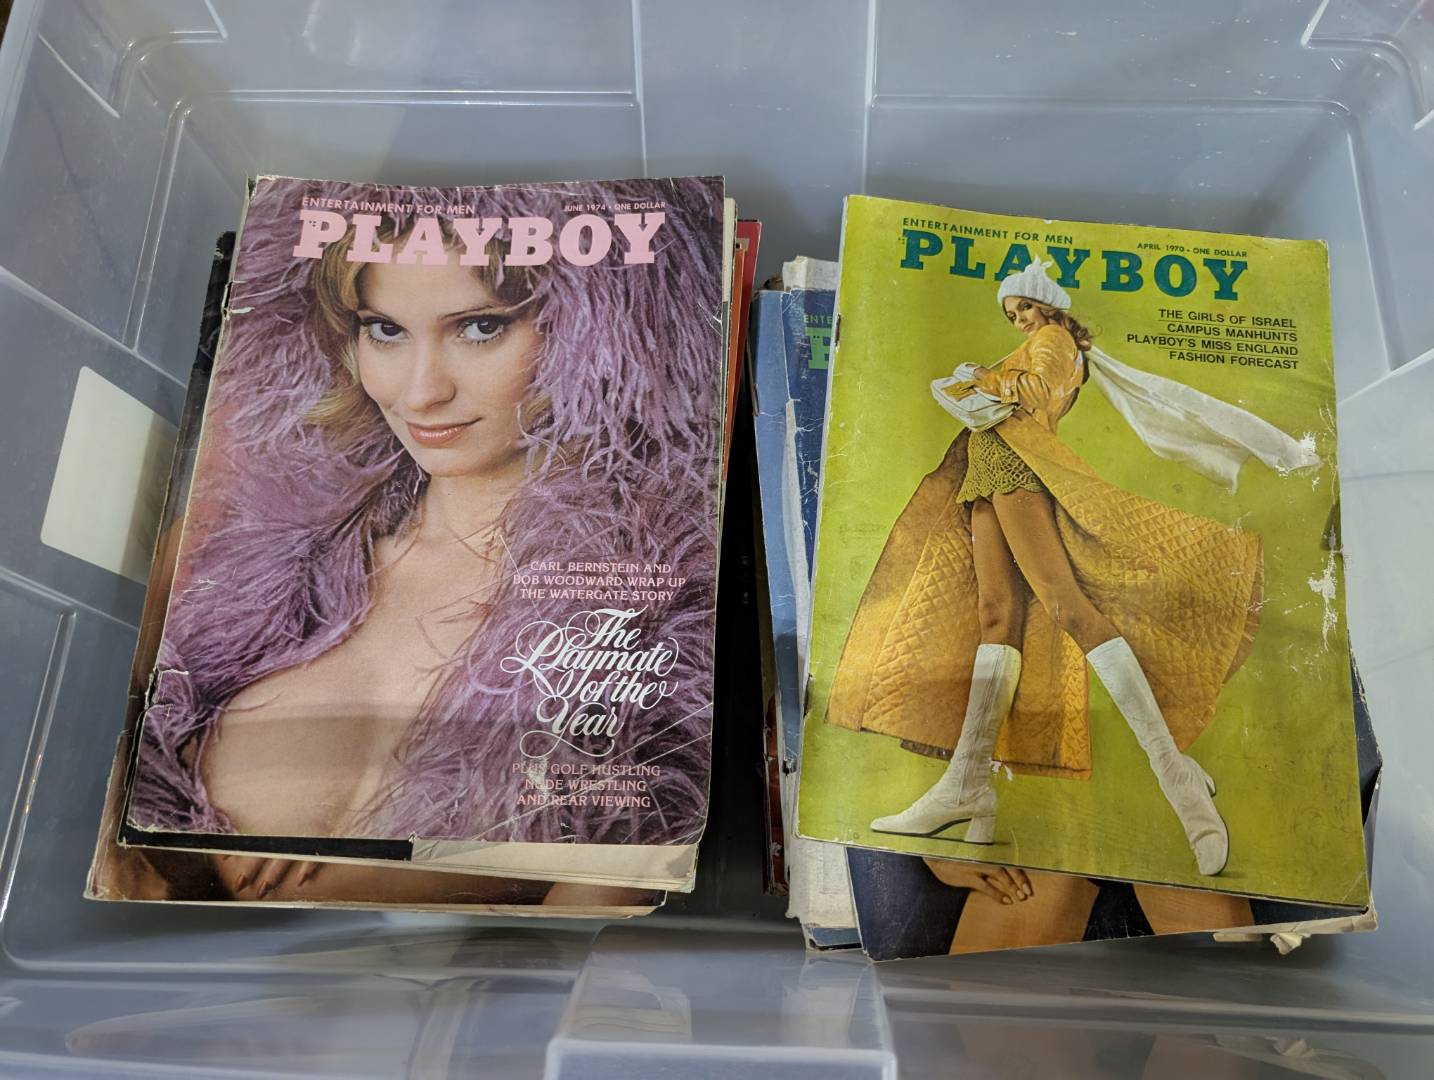 ENTERTAINMENT FOR MEN
JUNE 1974 • ONE DOLLAR
PLAYBOY
CARL BERNSTEIN AND
BOB WOODWARD WRAP UP
THE WATERGATE STORY
The
Playmate
of the
Year
PLUS GOLF HUSTLING
NUDE WRESTLING
AND REAR VIEWING
ENTE
ENTERTAINMENT FOR MEN
APRIL 1970 • ONE DOLLAR
PLAYBOY
THE GIRLS OF ISRAEL
CAMPUS MANHUNTS
PLAYBOY'S MISS ENGLAND
FASHION FORECAST